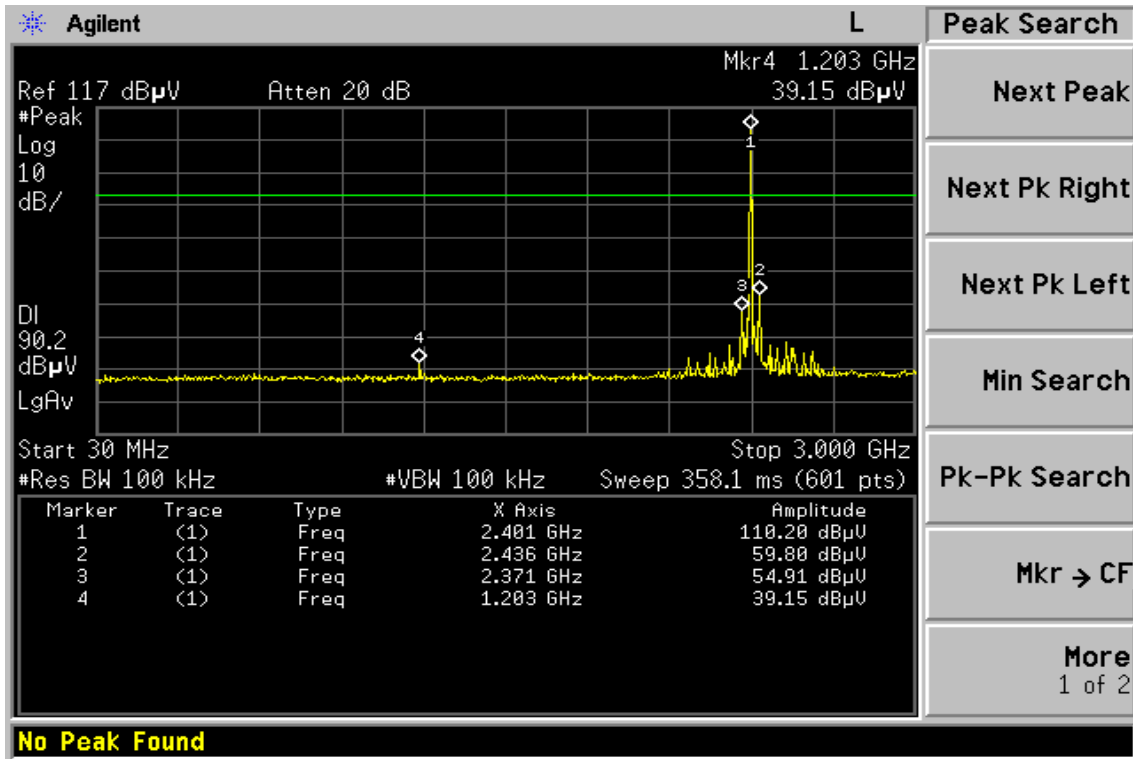 Agilent L Peak Search
Mkr4 1.203 GHz
Ref 117 dBµV Atten 20 dB 39.15 dBµV
#Peak
Log
10
dB/
1
2
3
4
DI
90.2
dBµV
LgAv
Start 30 MHz Stop 3.000 GHz
#Res BW 100 kHz #VBW 100 kHz Sweep 358.1 ms (601 pts)
Marker Trace Type X Axis Amplitude
1 (1) Freq 2.401 GHz 110.20 dBµV
2 (1) Freq 2.436 GHz 59.80 dBµV
3 (1) Freq 2.371 GHz 54.91 dBµV
4 (1) Freq 1.203 GHz 39.15 dBµV
No Peak Found
Next Peak
Next Pk Right
Next Pk Left
Min Search
Pk-Pk Search
Mkr → CF
More
1 of 2